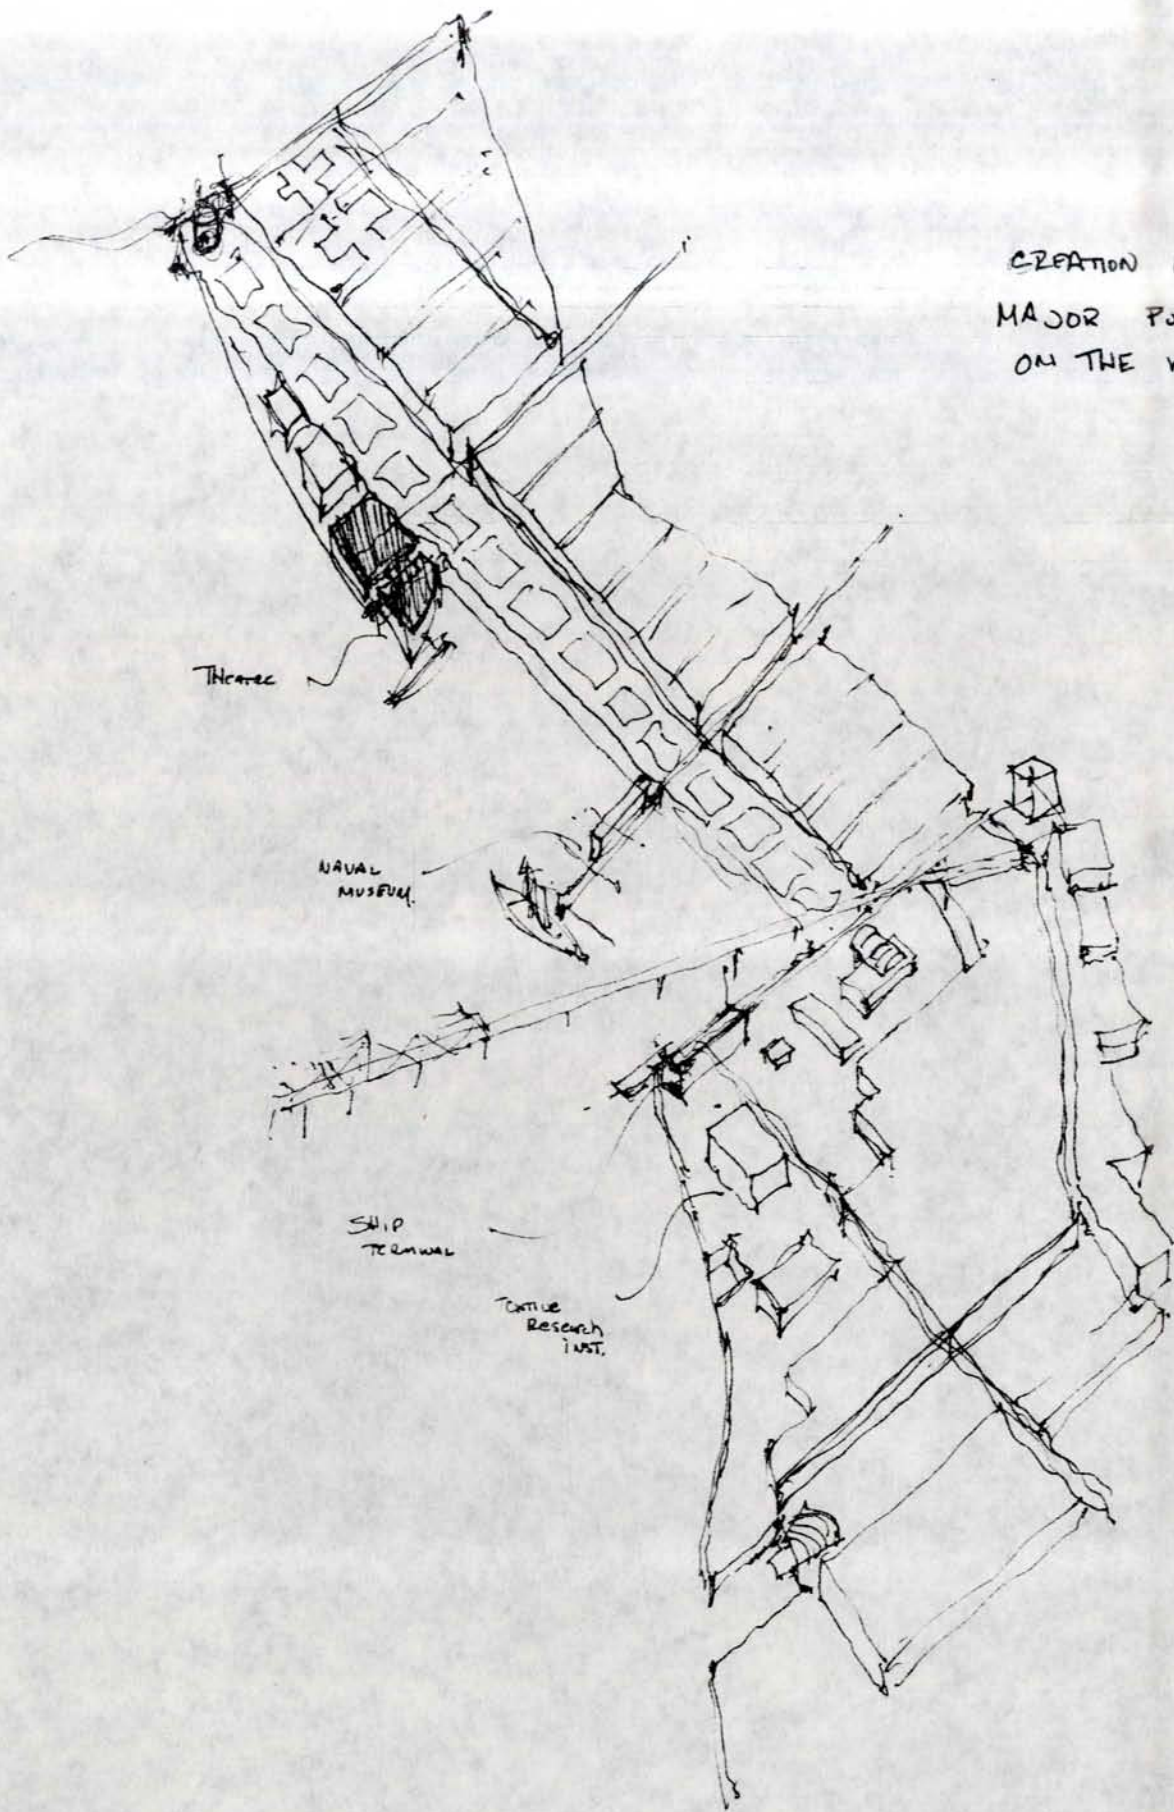 CREATION
MAJOR
ON THE
THEATRE
NAVAL
MUSEUM.
SHIP
TERMINAL
TEXTILE
Research
INST.